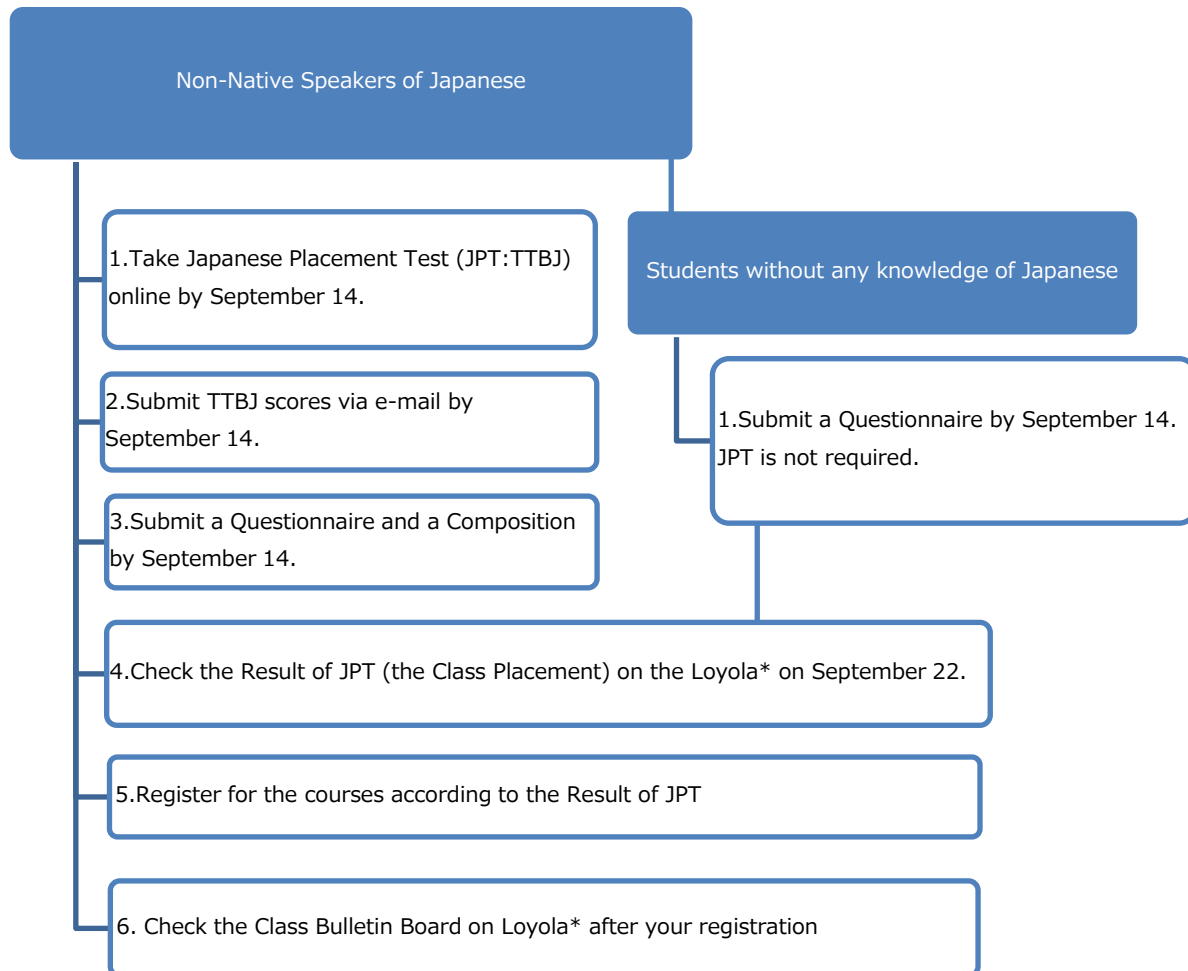 Non-Native Speakers of Japanese
1.Take Japanese Placement Test (JPT:TTBJ)
online by September 14.
Students without any knowledge of Japanese
2.Submit TTBJ scores via e-mail by
September 14.
1.Submit a Questionnaire by September 14.
JPT is not required.
3.Submit a Questionnaire and a Composition
by September 14.
4.Check the Result of JPT (the Class Placement) on the Loyola* on September 22.
5.Register for the courses according to the Result of JPT
6. Check the Class Bulletin Board on Loyola* after your registration